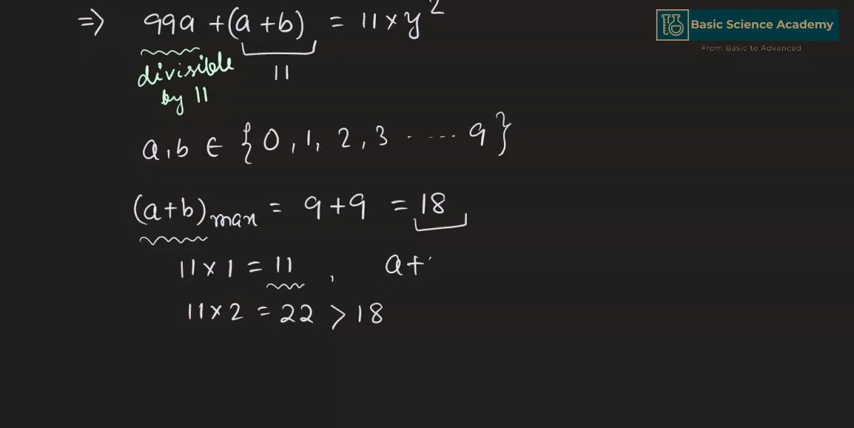 Basic Science Academy
From Basic to Advanced
=> 99a + (a + b) = 11 × y²
divisible by 11
11
a, b ∈ {0, 1, 2, 3 ...... 9}
(a+b)max = 9 + 9 = 18
11 × 1 = 11 , a +
11 × 2 = 22 > 18